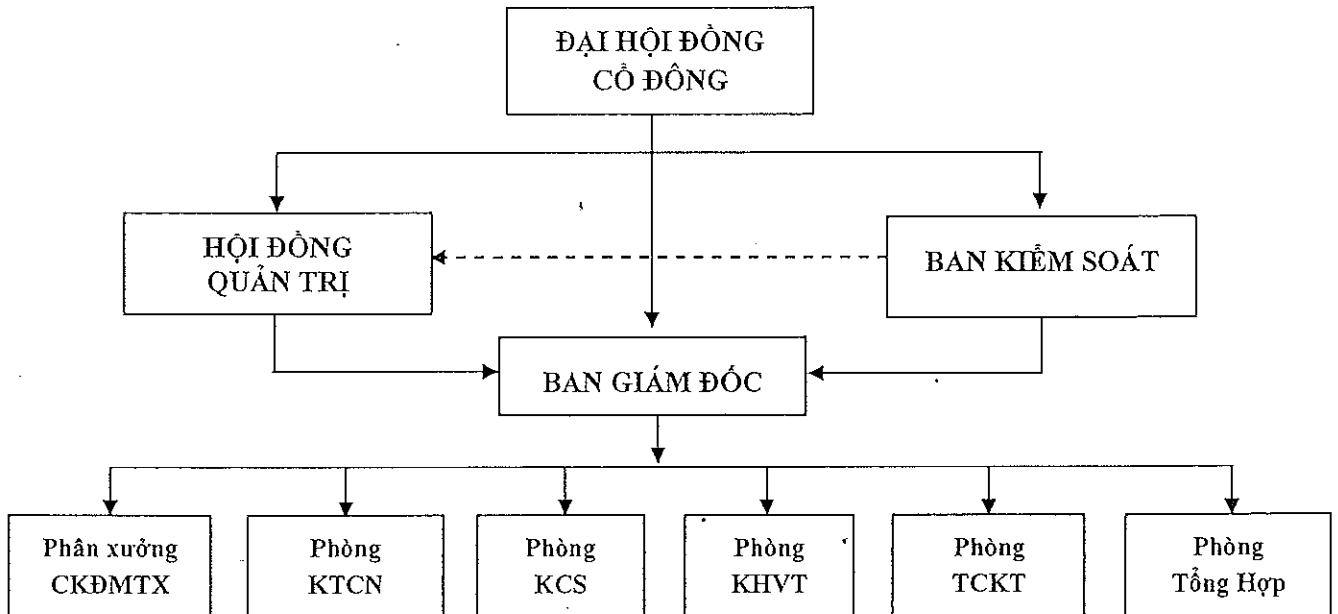 ĐẠI HỘI ĐỒNG
CỔ ĐÔNG
HỘI ĐỒNG
QUẢN TRỊ
BAN KIỂM SOÁT
BAN GIÁM ĐỐC
Phân xưởng
CKĐMTX
Phòng
KTCN
Phòng
KCS
Phòng
KHVT
Phòng
TCKT
Phòng
Tổng Hợp